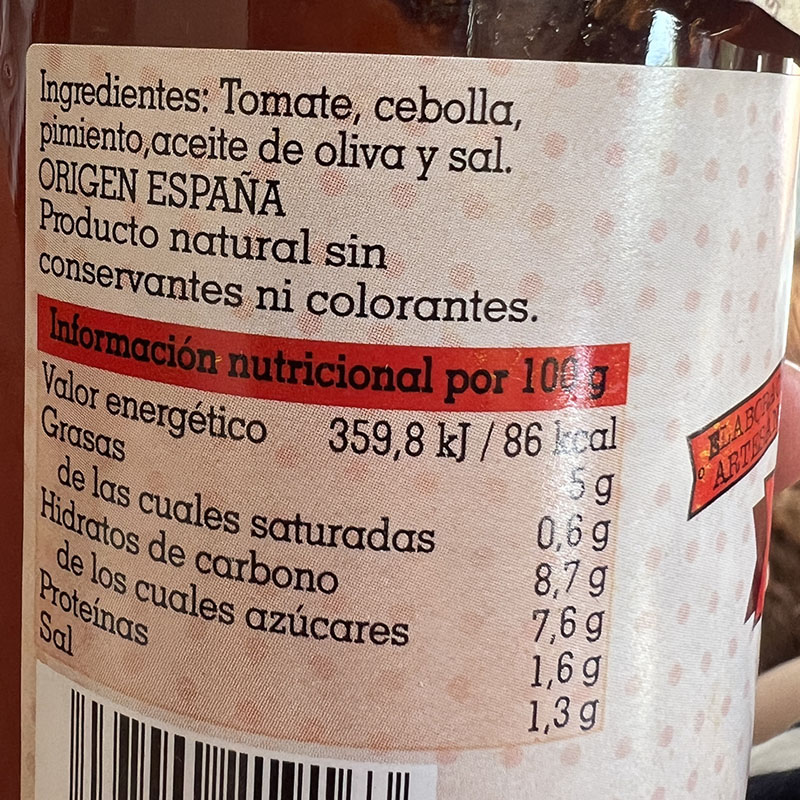 Ingredientes: Tomate, cebolla,
pimiento,aceite de oliva y sal.
ORIGEN ESPAÑA
Producto natural sin
conservantes ni colorantes.
Información nutricional por 100 g
Valor energético 359,8 kJ / 86 kcal
Grasas 5 g
de las cuales saturadas 0,6 g
Hidratos de carbono 8,7 g
de los cuales azúcares 7,6 g
Proteínas 1,6 g
Sal 1,3 g